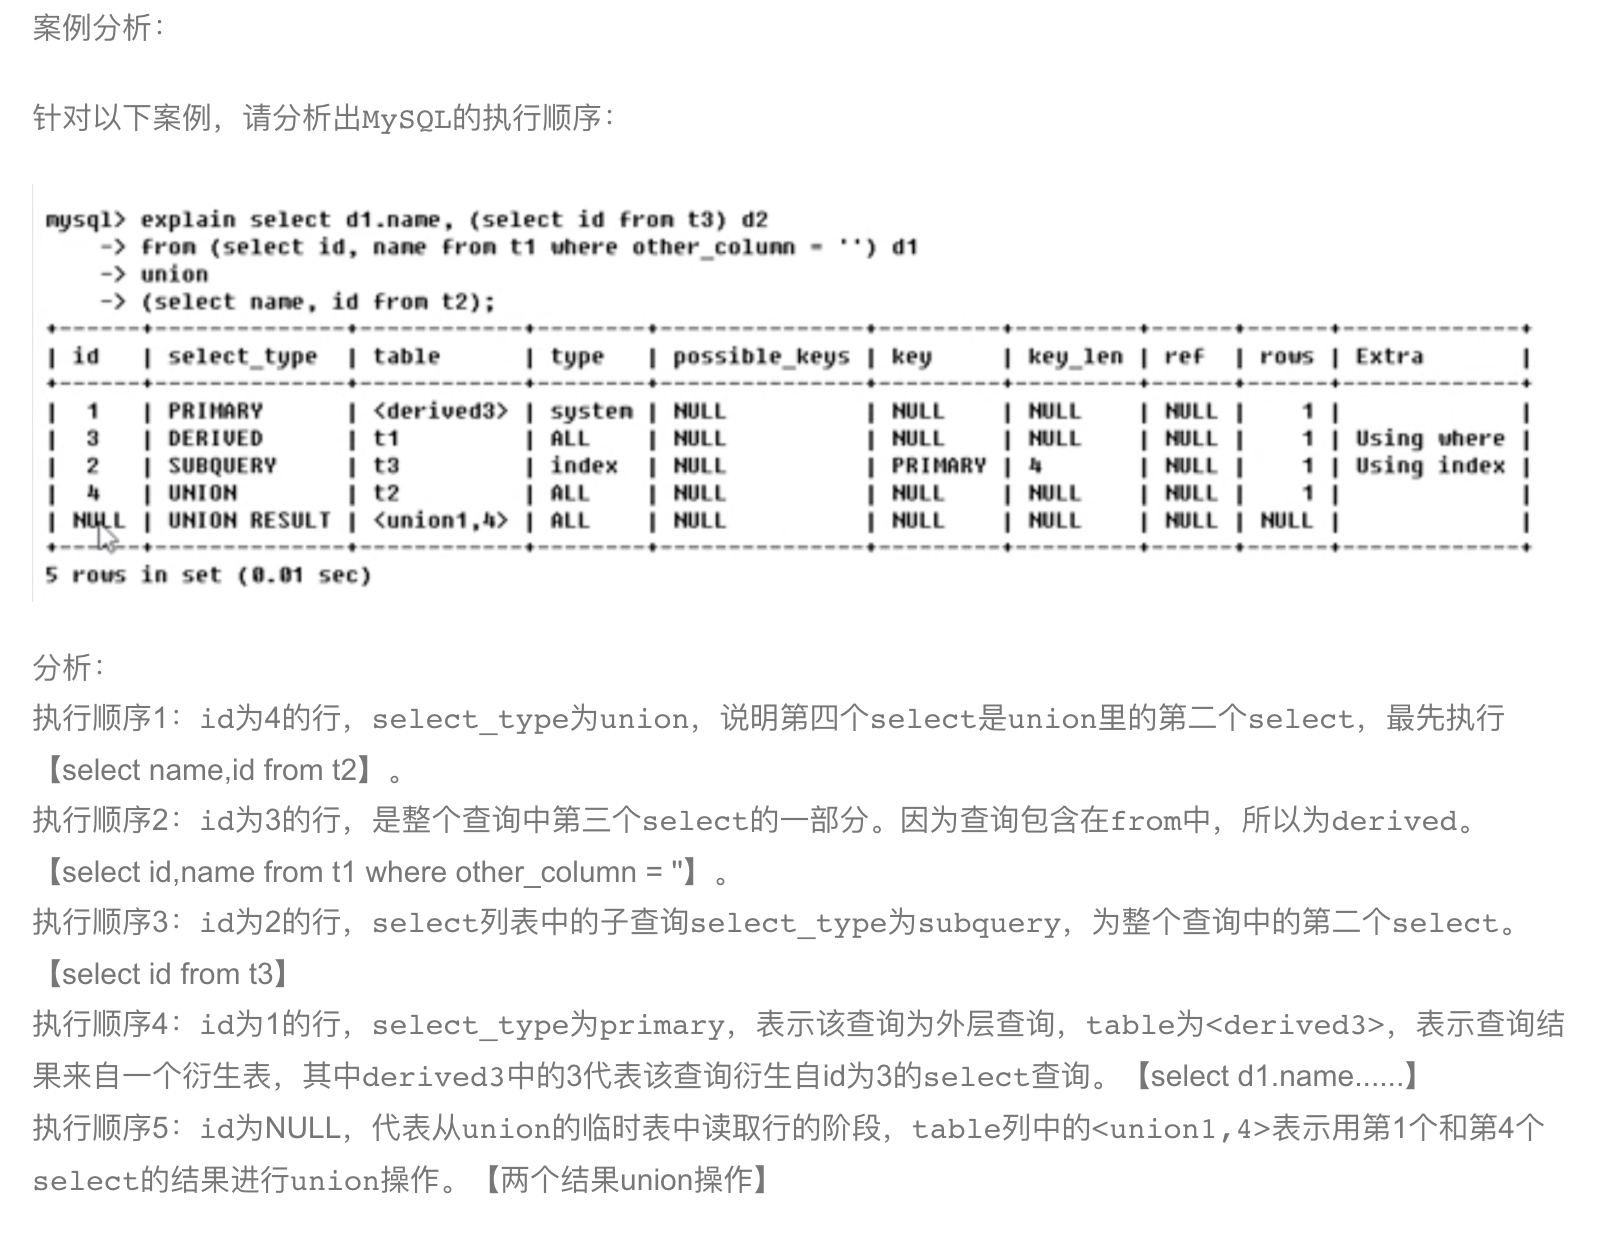 案例分析：
针对以下案例，请分析出MySQL的执行顺序：
mysql> explain select d1.name, (select id from t3) d2
    -> from (select id, name from t1 where other_column = '') d1
    -> union
    -> (select name, id from t2);
+------+--------------+------------+--------+---------------+---------+---------+------+------+-------------+
| id | select_type | table | type | possible_keys | key | key_len | ref | rows | Extra |
+------+--------------+------------+--------+---------------+---------+---------+------+------+-------------+
| 1 | PRIMARY | <derived3> | system | NULL | NULL | NULL | NULL | 1 | |
| 3 | DERIVED | t1 | ALL | NULL | NULL | NULL | NULL | 1 | Using where |
| 2 | SUBQUERY | t3 | index | NULL | PRIMARY | 4 | NULL | 1 | Using index |
| 4 | UNION | t2 | ALL | NULL | NULL | NULL | NULL | 1 | |
| NULL | UNION RESULT | <union1,4> | ALL | NULL | NULL | NULL | NULL | NULL | |
+------+--------------+------------+--------+---------------+---------+---------+------+------+-------------+
5 rows in set (0.01 sec)
分析：
执行顺序1：id为4的行，select_type为union，说明第四个select是union里的第二个select，最先执行
【select name,id from t2】。
执行顺序2：id为3的行，是整个查询中第三个select的一部分。因为查询包含在from中，所以为derived。
【select id,name from t1 where other_column = ''】。
执行顺序3：id为2的行，select列表中的子查询select_type为subquery，为整个查询中的第二个select。
【select id from t3】
执行顺序4：id为1的行，select_type为primary，表示该查询为外层查询，table为<derived3>，表示查询结
果来自一个衍生表，其中derived3中的3代表该查询衍生自id为3的select查询。【select d1.name......】
执行顺序5：id为NULL，代表从union的临时表中读取行的阶段，table列中的<union1,4>表示用第1个和第4个
select的结果进行union操作。【两个结果union操作】